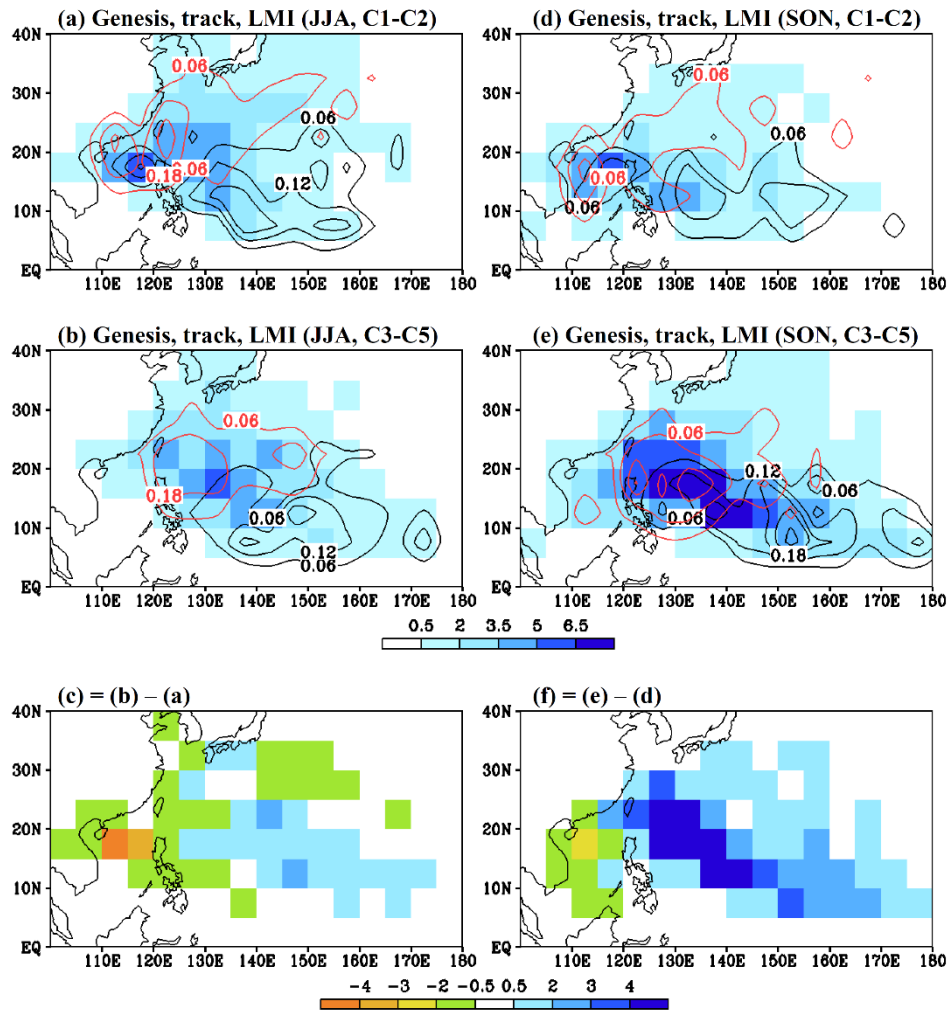 (a) Genesis, track, LMI (JJA, C1-C2)
40N
30N
20N
10N
EQ
0.06
0.06
0.06
0.18
0.12
110E 120E 130E 140E 150E 160E 170E 180
(d) Genesis, track, LMI (SON, C1-C2)
40N
30N
20N
10N
EQ
0.06
0.06
0.06
0.06
110E 120E 130E 140E 150E 160E 170E 180
(b) Genesis, track, LMI (JJA, C3-C5)
40N
30N
20N
10N
EQ
0.06
0.18
0.06
0.12
0.06
110E 120E 130E 140E 150E 160E 170E 180
(e) Genesis, track, LMI (SON, C3-C5)
40N
30N
20N
10N
EQ
0.06
0.12
0.06
0.06
0.18
110E 120E 130E 140E 150E 160E 170E 180
0.5 2 3.5 5 6.5
(c) = (b) – (a)
40N
30N
20N
10N
EQ
110E 120E 130E 140E 150E 160E 170E 180
(f) = (e) – (d)
40N
30N
20N
10N
EQ
110E 120E 130E 140E 150E 160E 170E 180
−4 −3 −2 −0.5 0.5 2 3 4